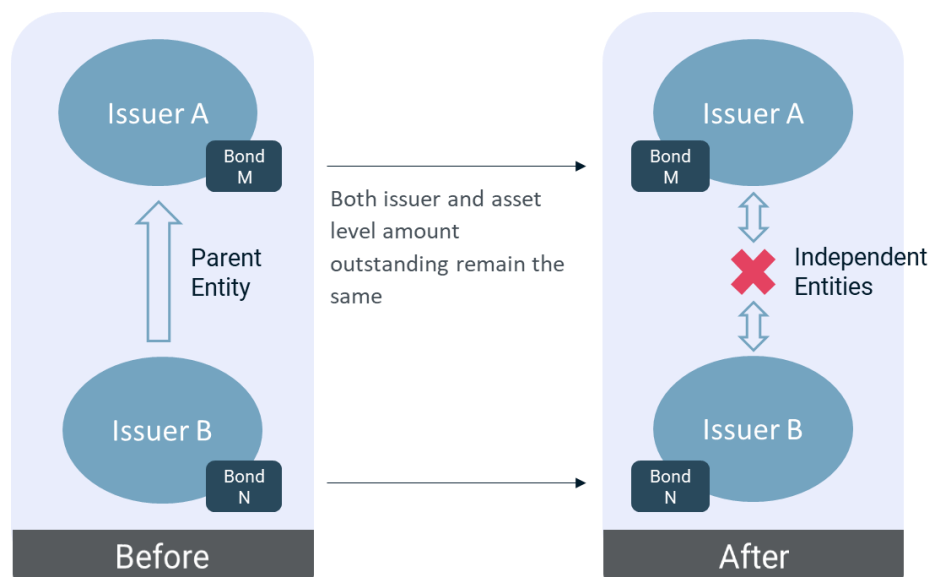 Issuer A
Bond
M
Parent
Entity
Issuer B
Bond
N
Before
Both issuer and asset
level amount
outstanding remain the
same
Issuer A
Bond
M
Independent
Entities
Issuer B
Bond
N
After